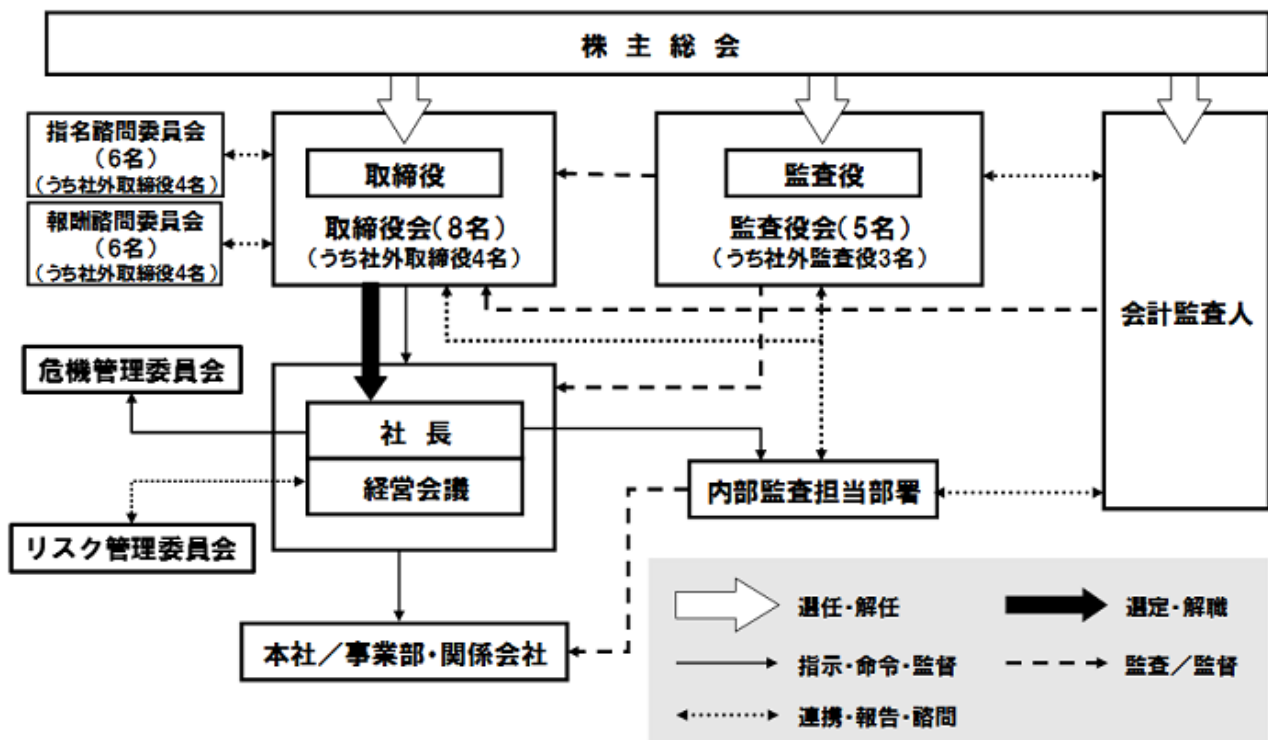 株主総会
指名諮問委員会
(6名)
(うち社外取締役4名)
報酬諮問委員会
(6名)
(うち社外取締役4名)
取締役
取締役会(8名)
(うち社外取締役4名)
監査役
監査役会(5名)
(うち社外監査役3名)
会計監査人
危機管理委員会
社長
経営会議
リスク管理委員会
内部監査担当部署
本社/事業部・関係会社
選任・解任
選定・解職
指示・命令・監督
監査/監督
連携・報告・諮問